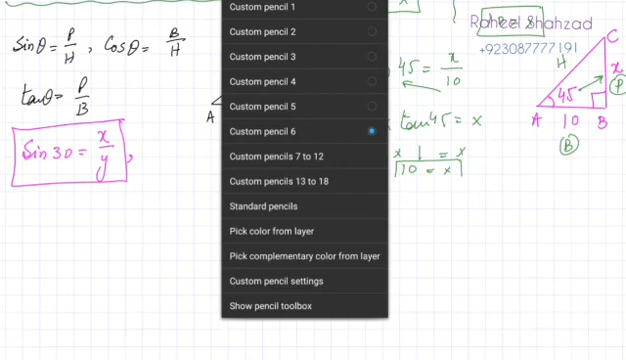 Sinθ = P/H , Cosθ = B/H
tanθ = P/B
Sin 30 = x/y ,
A
Custom pencil 1
Custom pencil 2
Custom pencil 3
Custom pencil 4
Custom pencil 5
Custom pencil 6
Custom pencils 7 to 12
Custom pencils 13 to 18
Standard pencils
Pick color from layer
Pick complementary color from layer
Custom pencil settings
Show pencil toolbox
45 = x/10
tan45 = x
x 1 = x
10 = x
Raheel Shahzad
+923087777191
C
H
x
P
45
A 10 B
B